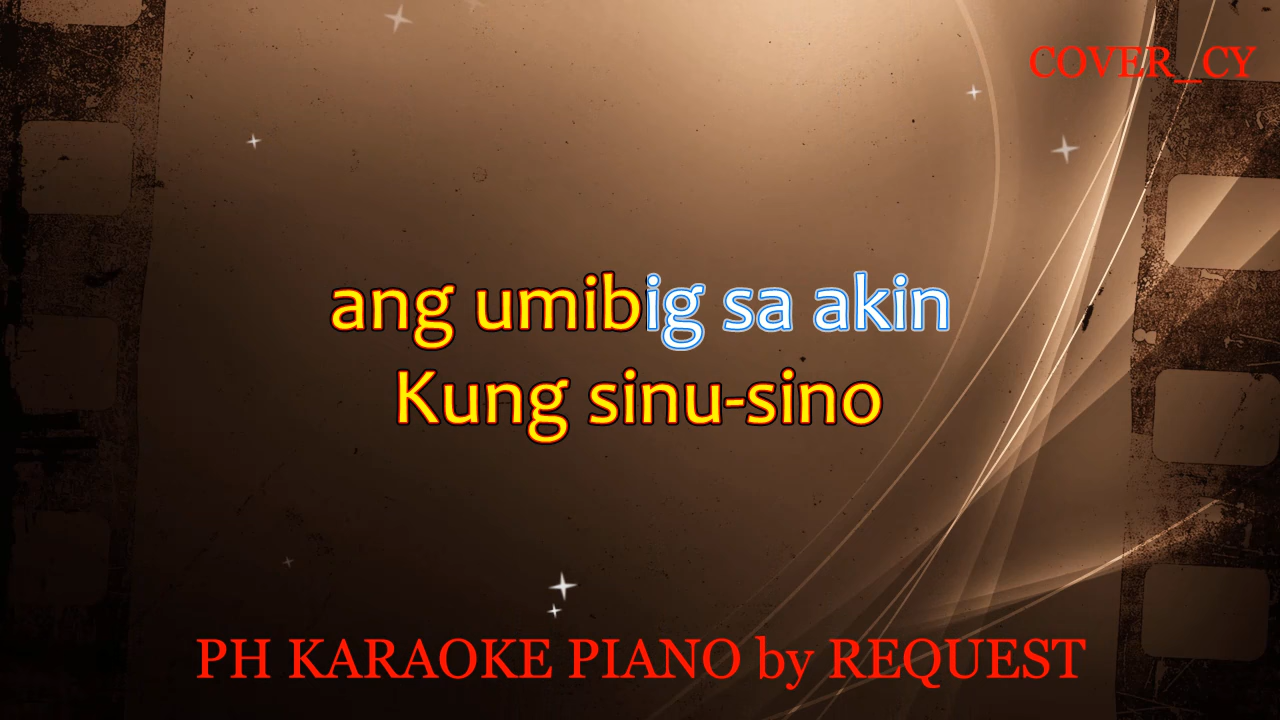 COVER_CY
ang umibig sa akin
Kung sinu-sino
PH KARAOKE PIANO by REQUEST